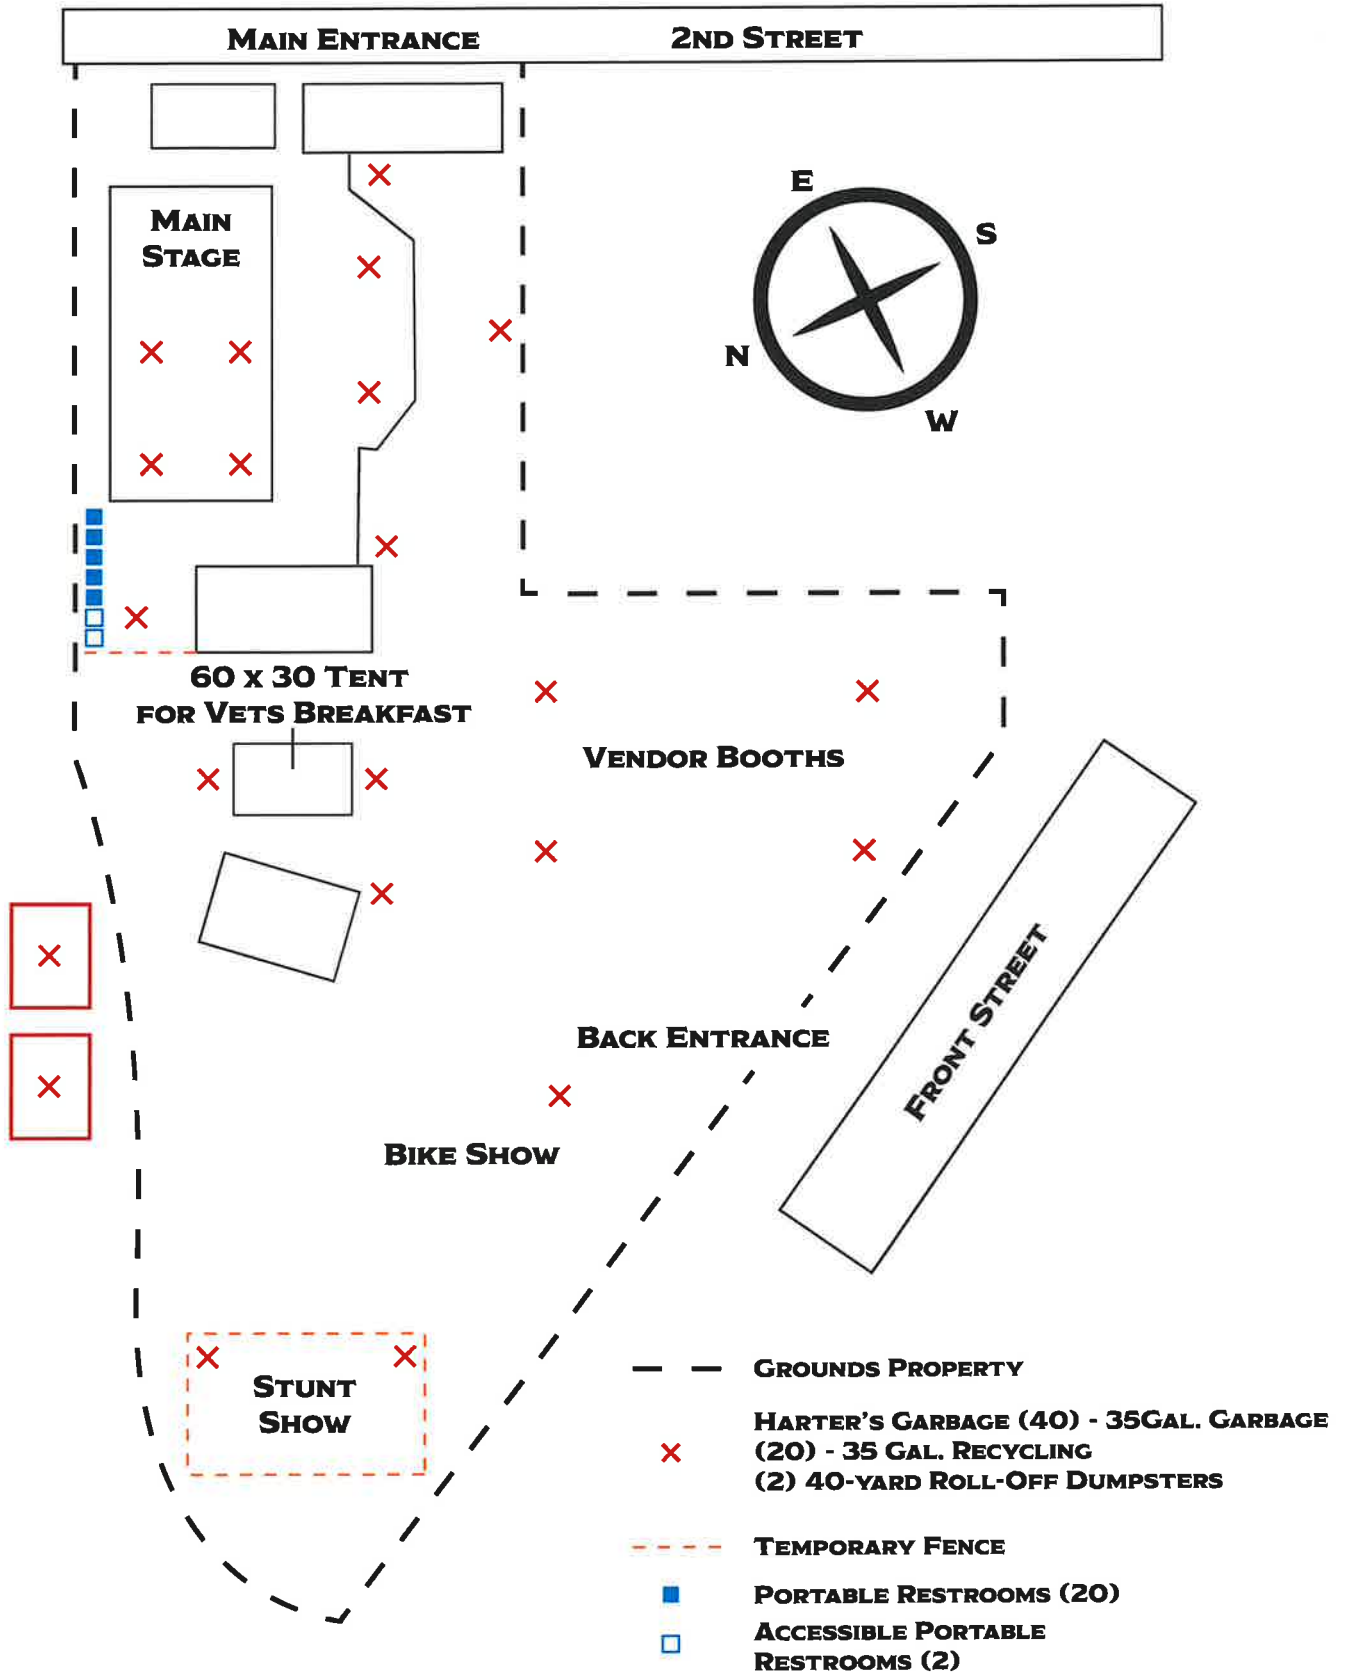 MAIN ENTRANCE
2ND STREET
MAIN
STAGE
E
S
N
W
60 X 30 TENT
FOR VETS BREAKFAST
VENDOR BOOTHS
BACK ENTRANCE
FRONT STREET
BIKE SHOW
STUNT
SHOW
GROUNDS PROPERTY
HARTER'S GARBAGE (40) - 35GAL. GARBAGE
(20) - 35 GAL. RECYCLING
(2) 40-YARD ROLL-OFF DUMPSTERS
TEMPORARY FENCE
PORTABLE RESTROOMS (20)
ACCESSIBLE PORTABLE
RESTROOMS (2)